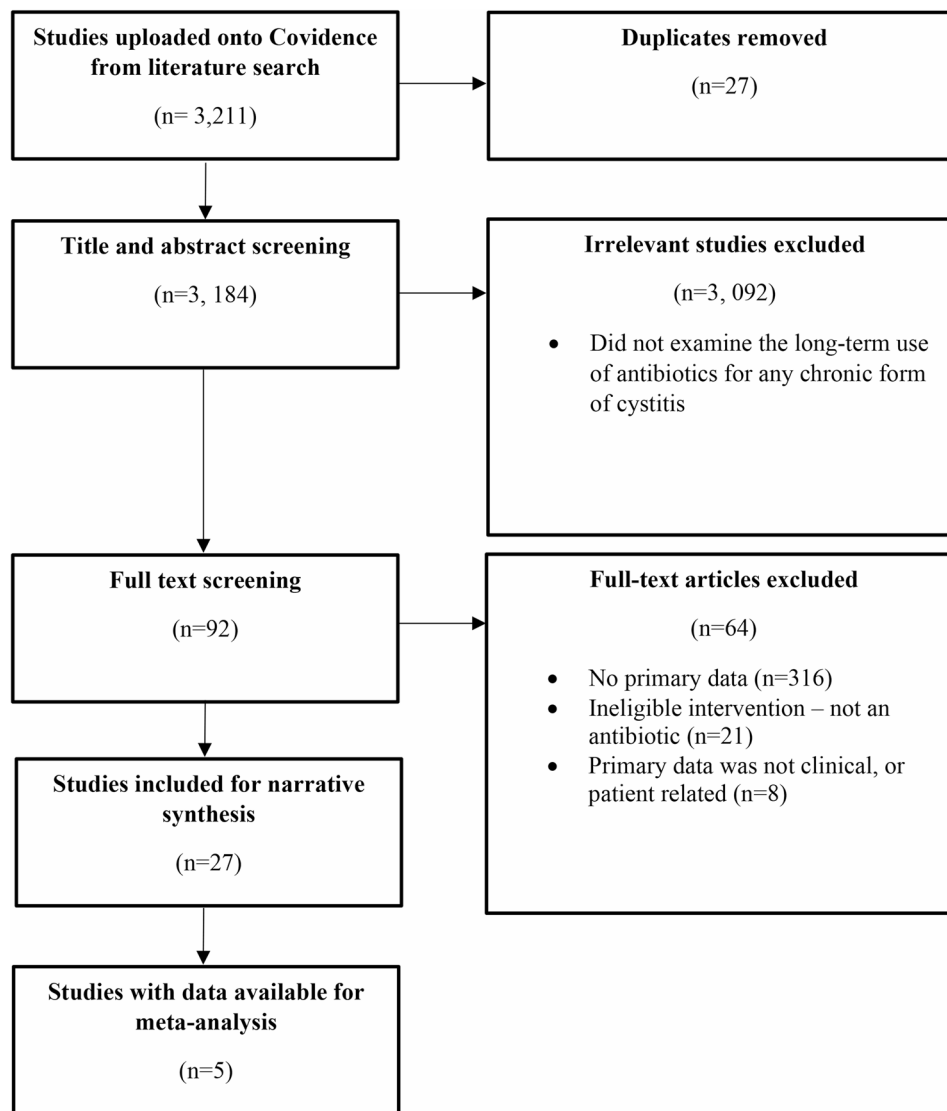 Studies uploaded onto Covidence
from literature search
(n= 3,211)
Duplicates removed
(n=27)
Title and abstract screening
(n=3, 184)
Irrelevant studies excluded
(n=3, 092)
• Did not examine the long-term use
of antibiotics for any chronic form
of cystitis
Full text screening
(n=92)
Full-text articles excluded
(n=64)
• No primary data (n=316)
• Ineligible intervention – not an
antibiotic (n=21)
• Primary data was not clinical, or
patient related (n=8)
Studies included for narrative
synthesis
(n=27)
Studies with data available for
meta-analysis
(n=5)